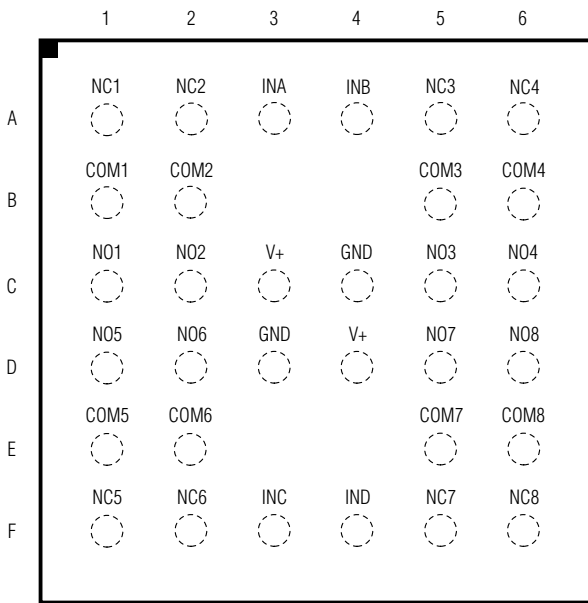 1 2 3 4 5 6
NC1 NC2 INA INB NC3 NC4
A
COM1 COM2 COM3 COM4
B
NO1 NO2 V+ GND NO3 NO4
C
NO5 NO6 GND V+ NO7 NO8
D
COM5 COM6 COM7 COM8
E
NC5 NC6 INC IND NC7 NC8
F